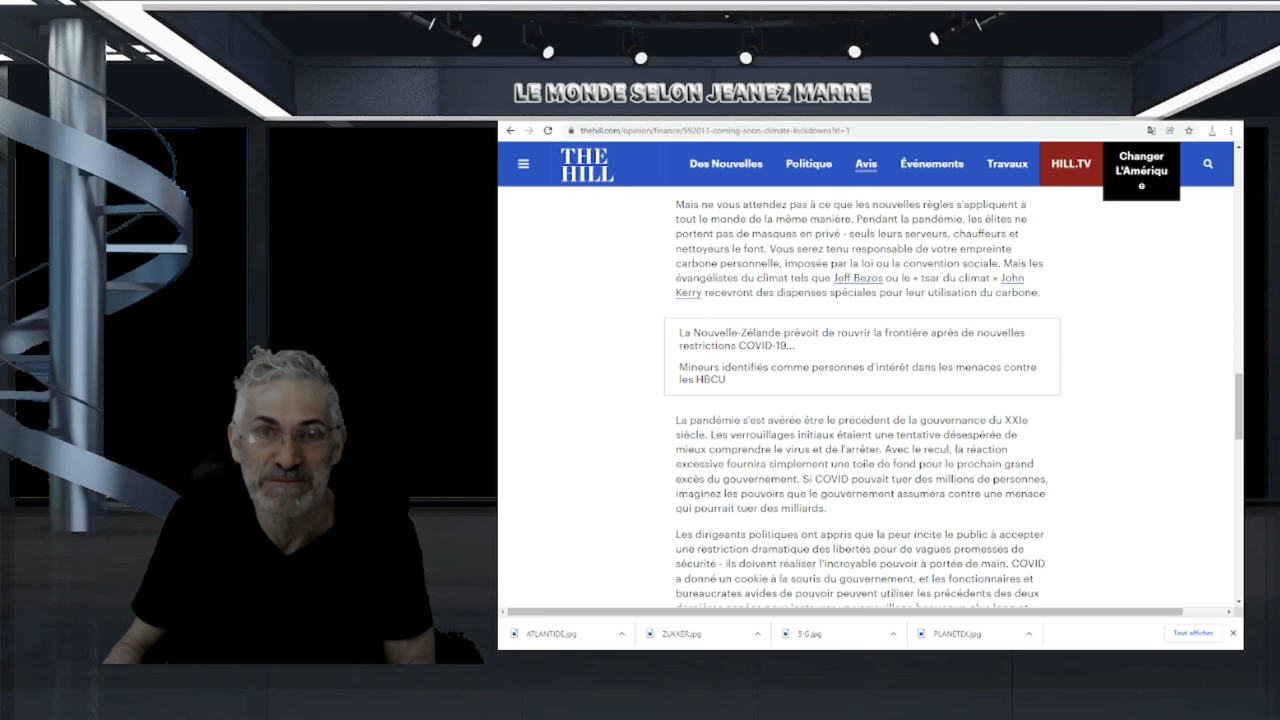 LE MONDE SELON JEANEZ MARRE
thehill.com/opinion/finance/592011-coming-soon-climate-lockdowns?rl=1
THE
HILL
Des Nouvelles
Politique
Avis
Événements
Travaux
HILL.TV
Changer
L'Amériqu
e
Mais ne vous attendez pas à ce que les nouvelles règles s'appliquent à
tout le monde de la même manière. Pendant la pandémie, les élites ne
portent pas de masques en privé - seuls leurs serveurs, chauffeurs et
nettoyeurs le font. Vous serez tenu responsable de votre empreinte
carbone personnelle, imposée par la loi ou la convention sociale. Mais les
évangélistes du climat tels que Jeff Bezos ou le « tsar du climat » John
Kerry recevront des dispenses spéciales pour leur utilisation du carbone.
La Nouvelle-Zélande prévoit de rouvrir la frontière après de nouvelles
restrictions COVID-19...
Mineurs identifiés comme personnes d'intérêt dans les menaces contre
les HBCU
La pandémie s'est avérée être le précédent de la gouvernance du XXIe
siècle. Les verrouillages initiaux étaient une tentative désespérée de
mieux comprendre le virus et de l'arrêter. Avec le recul, la réaction
excessive fournira simplement une toile de fond pour le prochain grand
excès du gouvernement. Si COVID pouvait tuer des millions de personnes,
imaginez les pouvoirs que le gouvernement assumera contre une menace
qui pourrait tuer des milliards.
Les dirigeants politiques ont appris que la peur incite le public à accepter
une restriction dramatique des libertés pour de vagues promesses de
sécurité - ils doivent réaliser l'incroyable pouvoir à portée de main. COVID
a donné un cookie à la souris du gouvernement, et les fonctionnaires et
bureaucrates avides de pouvoir peuvent utiliser les précédents des deux
ATLANTIDE.jpg
ZUKKER.jpg
5 G.jpg
PLANETEX.jpg
Tout afficher